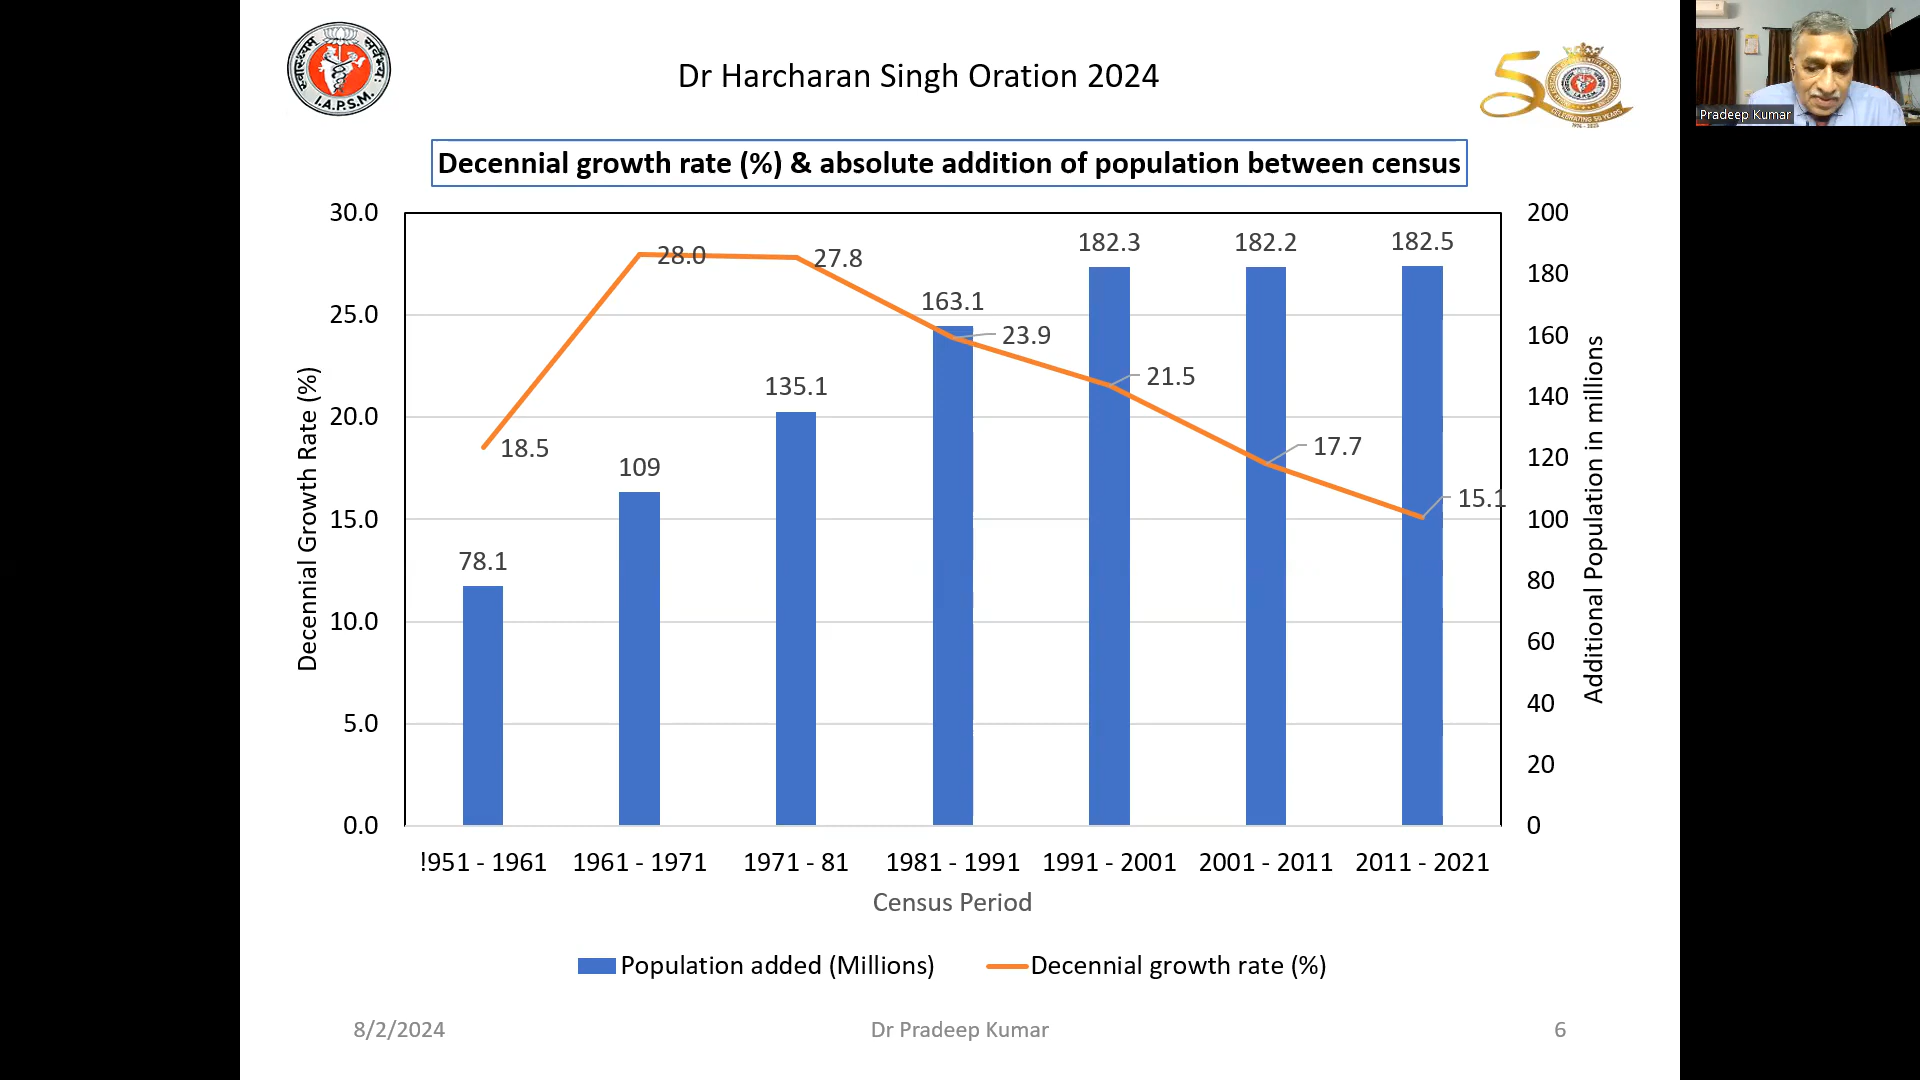 Dr Harcharan Singh Oration 2024
I.A.P.S.M.
50
Pradeep Kumar
Decennial growth rate (%) & absolute addition of population between census
30.0
25.0
20.0
15.0
10.0
5.0
0.0
Decennial Growth Rate (%)
200
180
160
140
120
100
80
60
40
20
0
Additional Population in millions
78.1
109
135.1
163.1
182.3
182.2
182.5
18.5
28.0
27.8
23.9
21.5
17.7
15.1
!951 - 1961
1961 - 1971
1971 - 81
1981 - 1991
1991 - 2001
2001 - 2011
2011 - 2021
Census Period
Population added (Millions)
Decennial growth rate (%)
8/2/2024
Dr Pradeep Kumar
6